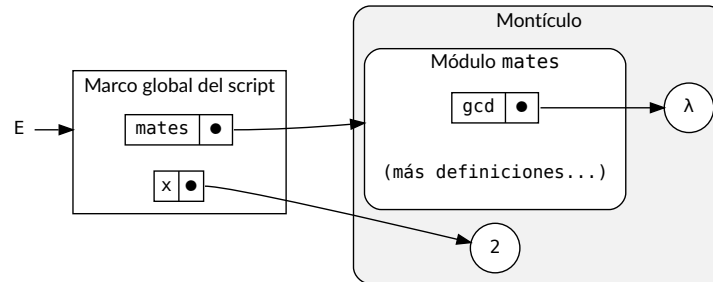 Montículo
Marco global del script
Módulo mates
E
mates
gcd
λ
x
(más definiciones...)
2